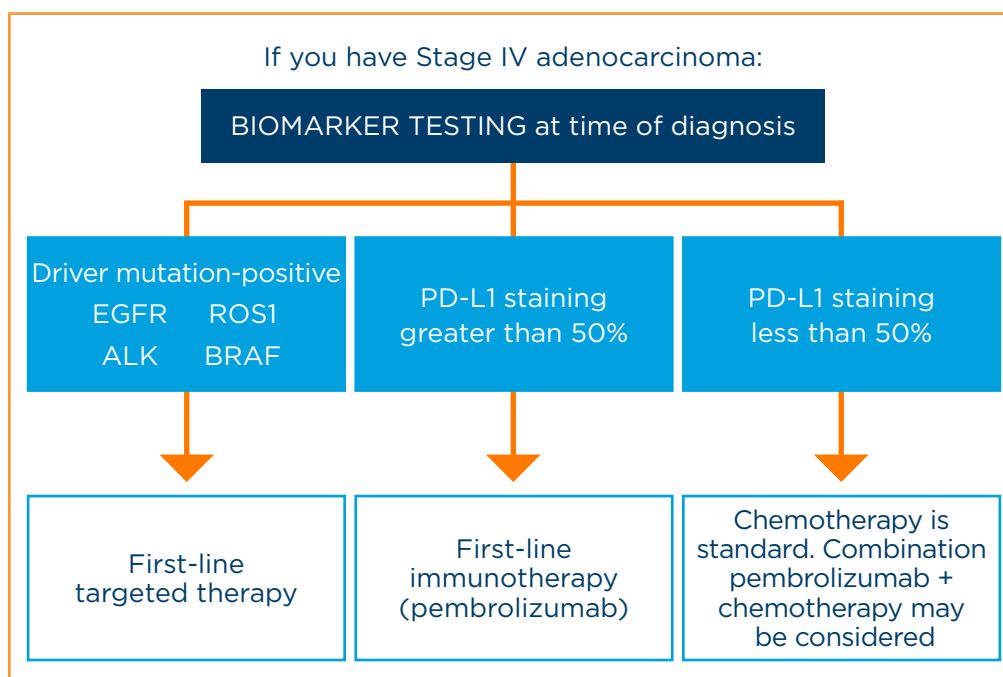 If you have Stage IV adenocarcinoma:
BIOMARKER TESTING at time of diagnosis
Driver mutation-positive
EGFR ROS1
ALK BRAF
PD-L1 staining
greater than 50%
PD-L1 staining
less than 50%
First-line
targeted therapy
First-line
immunotherapy
(pembrolizumab)
Chemotherapy is
standard. Combination
pembrolizumab +
chemotherapy may
be considered